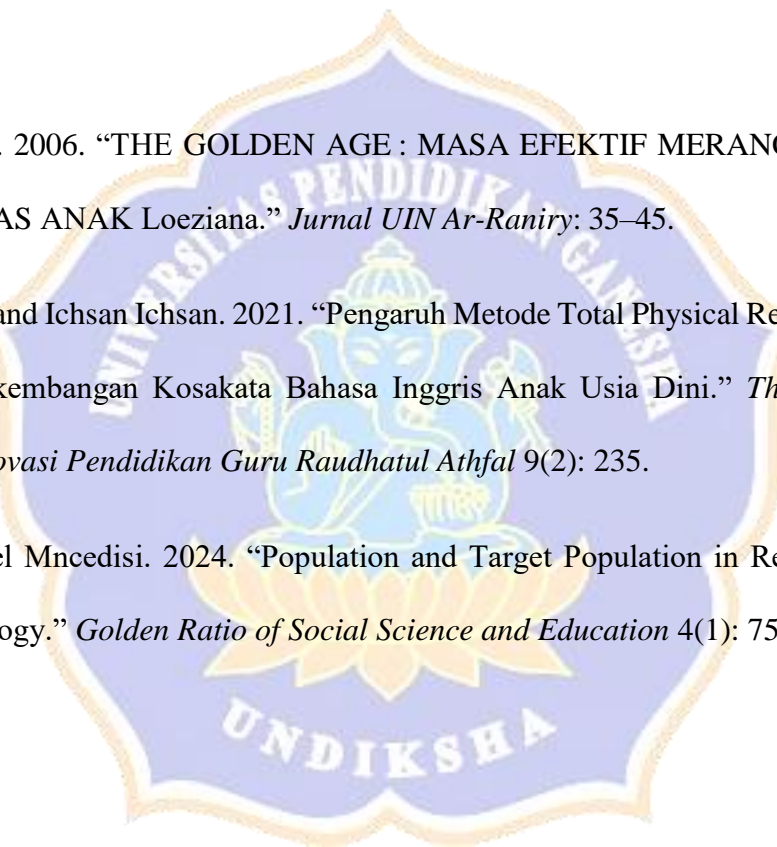 . 2006. “THE GOLDEN AGE : MASA EFEKTIF MERANG
AS ANAK Loeziana.” Jurnal UIN Ar-Raniry: 35–45.
and Ichsan Ichsan. 2021. “Pengaruh Metode Total Physical Re
kembangan Kosakata Bahasa Inggris Anak Usia Dini.” Th
ovasi Pendidikan Guru Raudhatul Athfal 9(2): 235.
el Mncedisi. 2024. “Population and Target Population in Re
ogy.” Golden Ratio of Social Science and Education 4(1): 75
UNIVERSITAS PENDIDIKAN GANESHA
UNDIKSHA